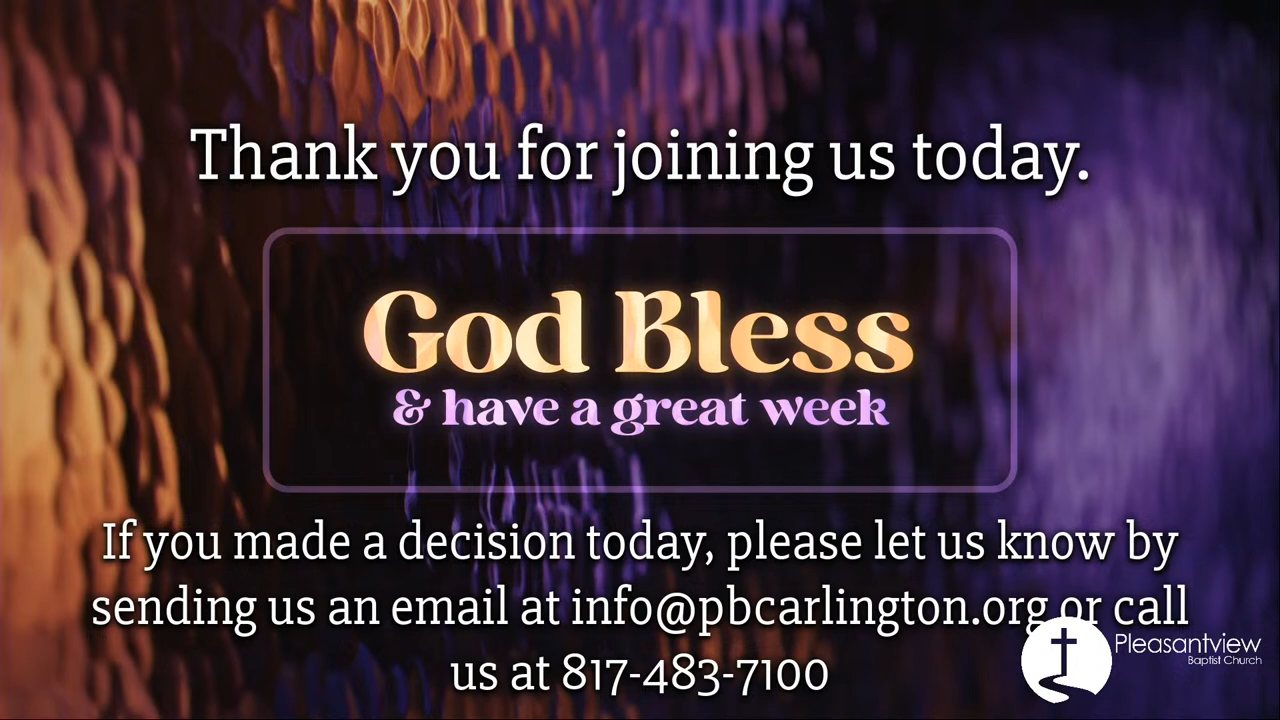 Thank you for joining us today.
God Bless
& have a great week
If you made a decision today, please let us know by
sending us an email at info@pbcarlington.org or call
us at 817-483-7100
Pleasantview
Baptist Church